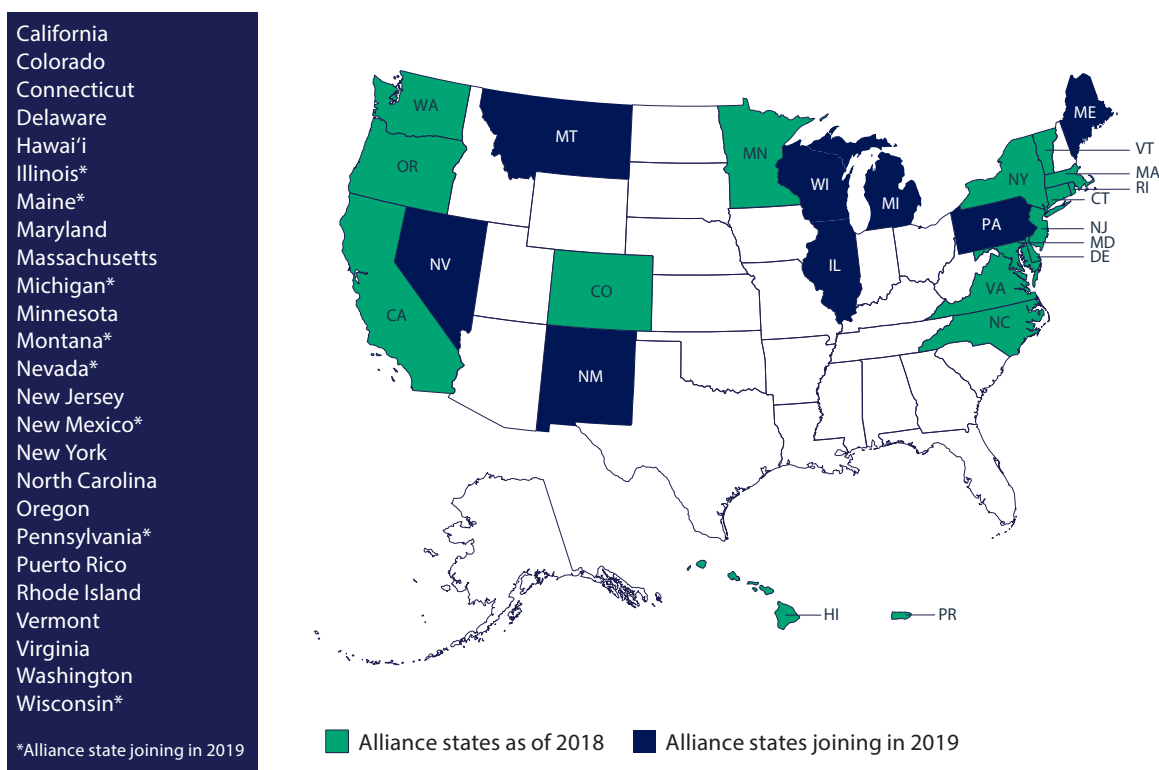 California
Colorado
Connecticut
Delaware
Hawai‘i
Illinois*
Maine*
Maryland
Massachusetts
Michigan*
Minnesota
Montana*
Nevada*
New Jersey
New Mexico*
New York
North Carolina
Oregon
Pennsylvania*
Puerto Rico
Rhode Island
Vermont
Virginia
Washington
Wisconsin*
*Alliance state joining in 2019
WA
MT
ME
OR
MN
VT
WI
NY
MA
MI
RI
CT
PA
NJ
MD
NV
IL
DE
CO
VA
CA
NC
NM
HI
PR
Alliance states as of 2018
Alliance states joining in 2019